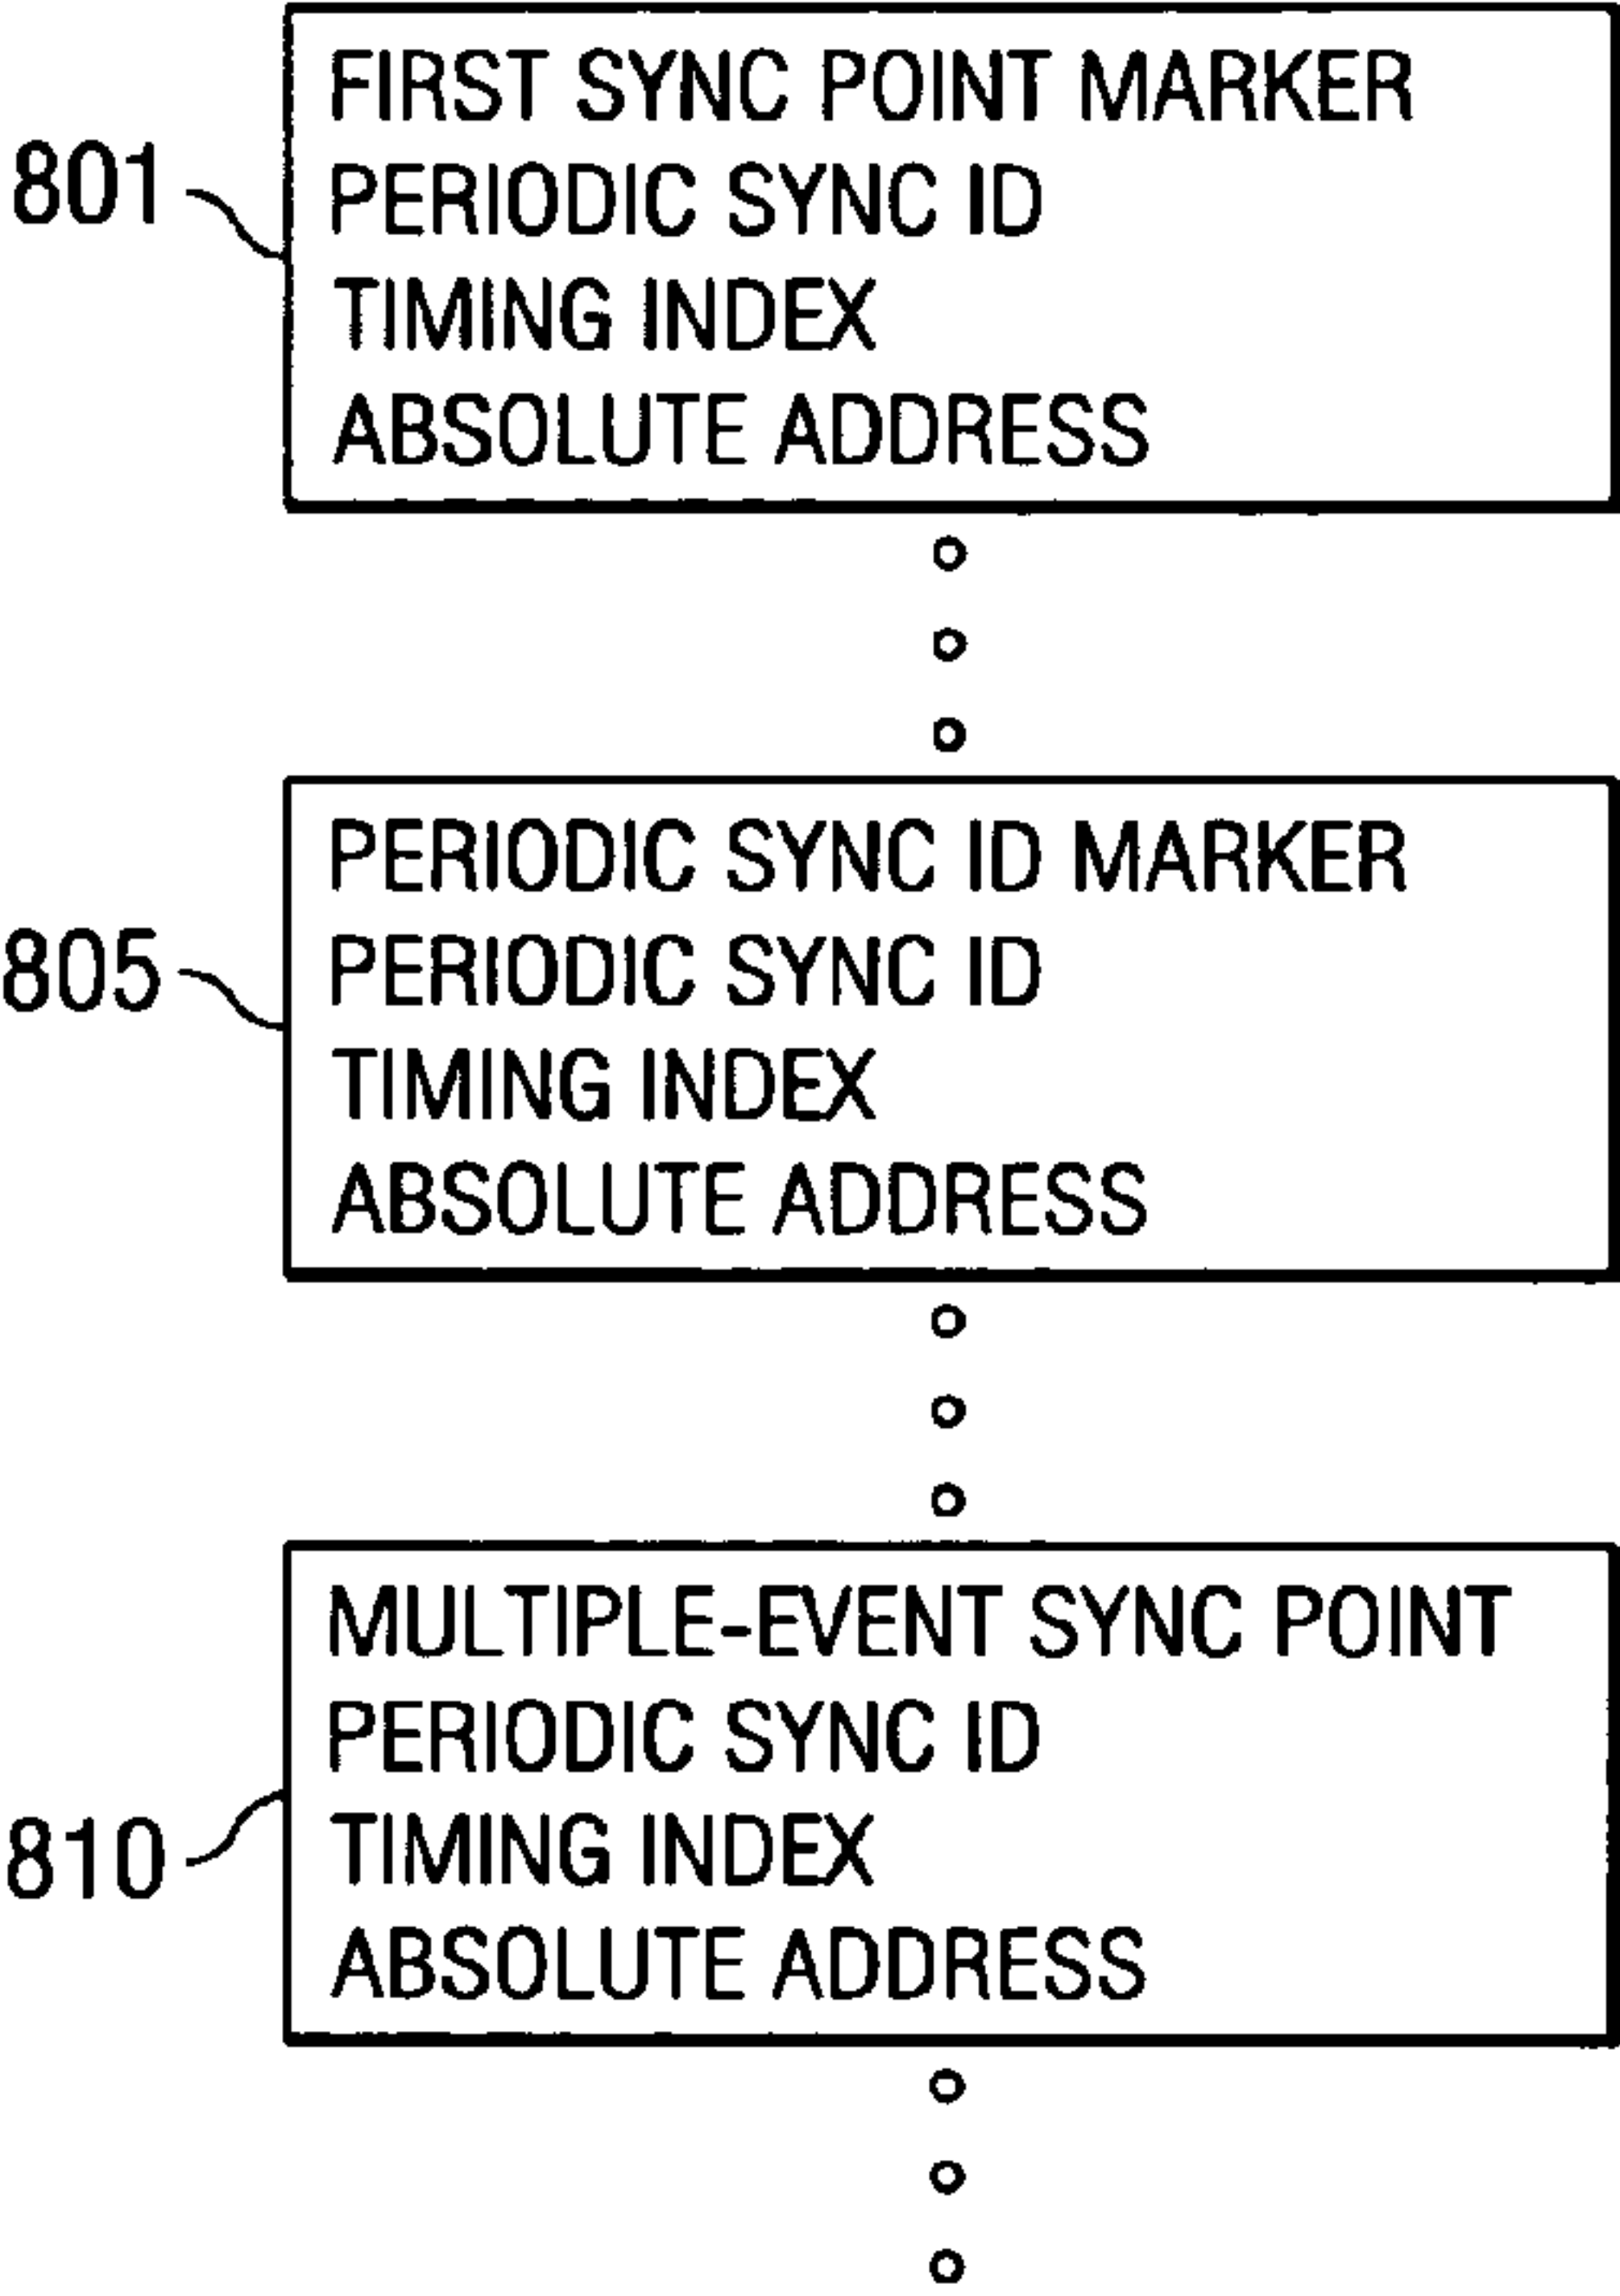 FIRST SYNC POINT MARKER
801
PERIODIC SYNC ID
TIMING INDEX
ABSOLUTE ADDRESS
PERIODIC SYNC ID MARKER
805
PERIODIC SYNC ID
TIMING INDEX
ABSOLUTE ADDRESS
MULTIPLE-EVENT SYNC POINT
PERIODIC SYNC ID
810
TIMING INDEX
ABSOLUTE ADDRESS